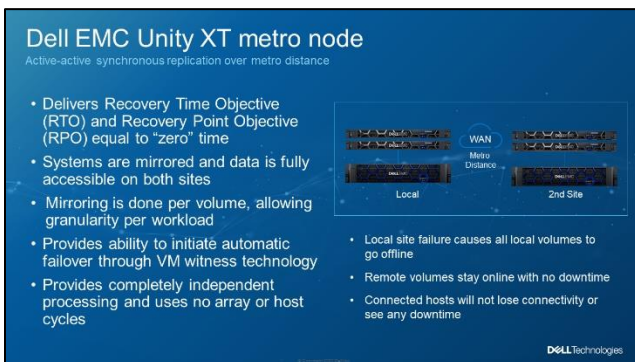 Dell EMC Unity XT metro node
Active-active synchronous replication over metro distance
• Delivers Recovery Time Objective
(RTO) and Recovery Point Objective
(RPO) equal to “zero” time
• Systems are mirrored and data is fully
accessible on both sites
• Mirroring is done per volume, allowing
granularity per workload
• Provides ability to initiate automatic
failover through VM witness technology
• Provides completely independent
processing and uses no array or host
cycles
WAN
Metro
Distance
Local
2nd Site
• Local site failure causes all local volumes to
go offline
• Remote volumes stay online with no downtime
• Connected hosts will not lose connectivity or
see any downtime
DELLTechnologies